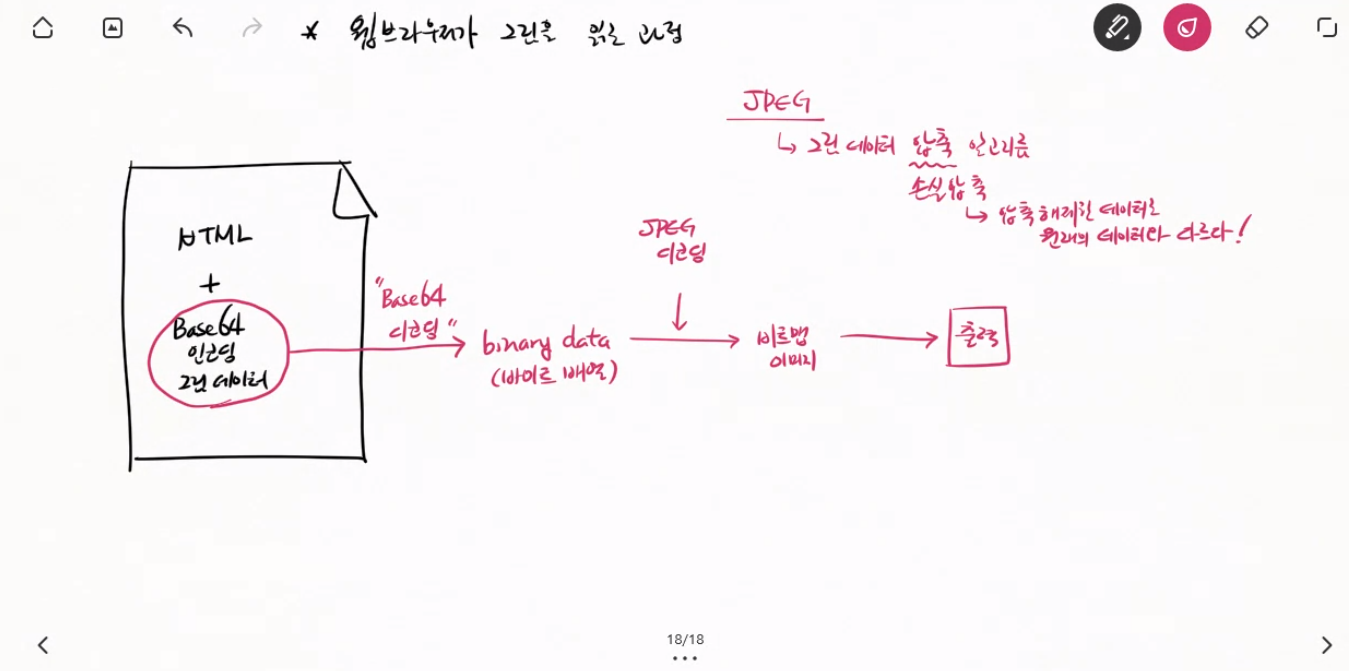 * 웹브라우저가 그림을 읽는 과정
JPEG
↳ 그림 데이터 압축 알고리즘
손실압축
↳ 압축 해제한 데이터는
원래의 데이터와 다르다!
HTML
+
Base64
인코딩
그림 데이터
"Base64
디코딩"
binary data
(바이트 배열)
JPEG
디코딩
비트맵
이미지
출력
18/18